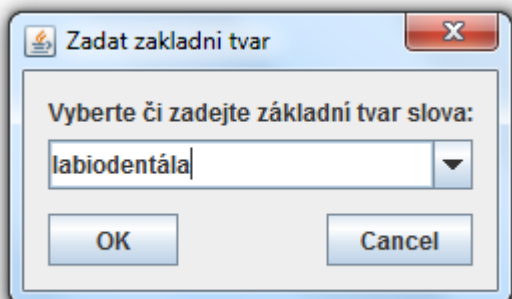 Zadat zakladni tvar
Vyberte či zadejte základní tvar slova:
labiodentála
OK Cancel